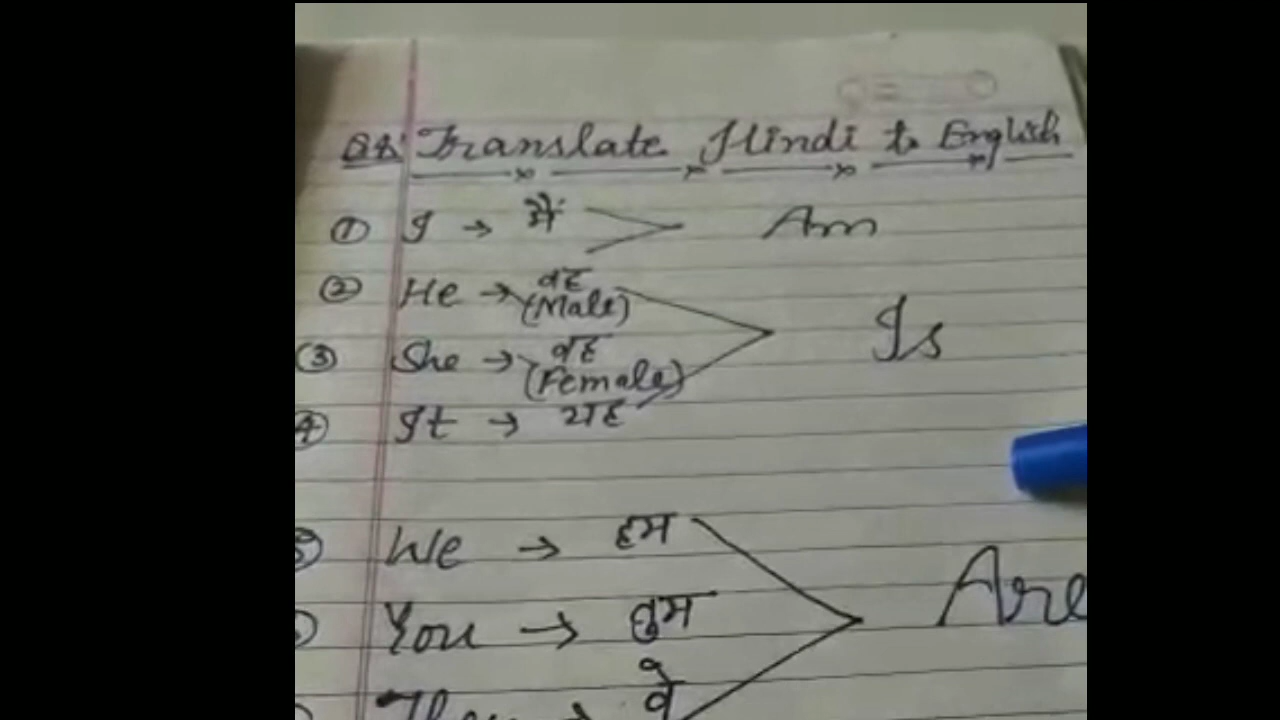 Translate Hindi to English
① I → मैं > Am
② He → वह
(Male)
Is
③ She → वह
(Female)
④ It → यह
We → हम
Are
You → तुम
They → वे